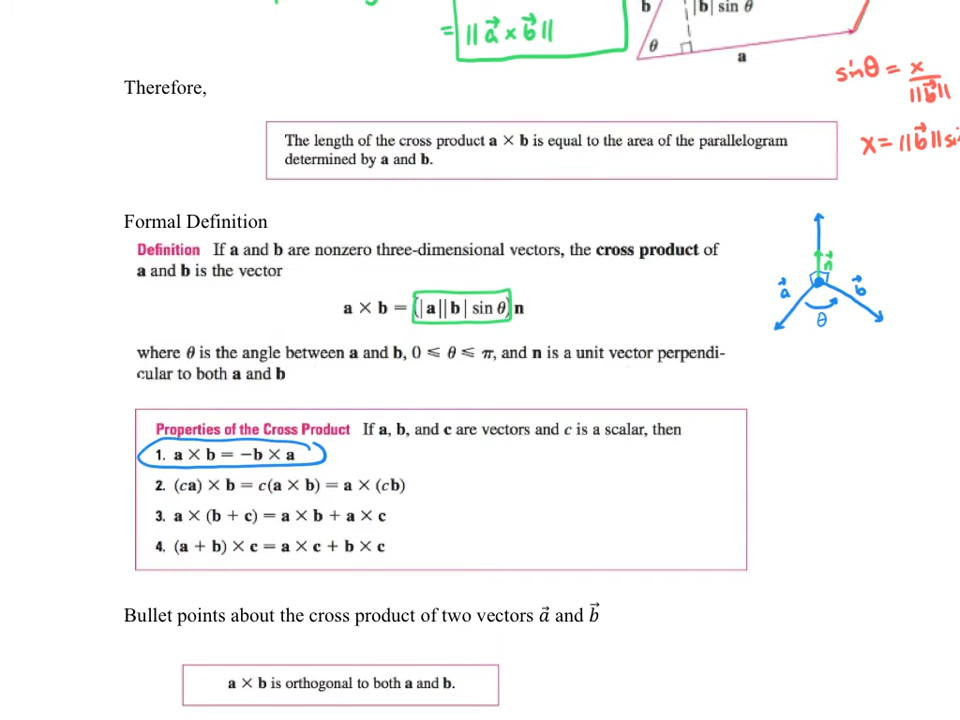 b
|b| sin θ
= ||a⃗ x b⃗||
θ
a
sinθ = x / ||b⃗||
Therefore,
The length of the cross product a × b is equal to the area of the parallelogram
determined by a and b.
x = ||b⃗||
Formal Definition
Definition If a and b are nonzero three-dimensional vectors, the cross product of
a and b is the vector
n⃗
a⃗
b⃗
θ
a × b = (|a||b| sin θ) n
where θ is the angle between a and b, 0 ⩽ θ ⩽ π, and n is a unit vector perpendi-
cular to both a and b
Properties of the Cross Product If a, b, and c are vectors and c is a scalar, then
1. a × b = −b × a
2. (ca) × b = c(a × b) = a × (cb)
3. a × (b + c) = a × b + a × c
4. (a + b) × c = a × c + b × c
Bullet points about the cross product of two vectors a⃗ and b⃗
a × b is orthogonal to both a and b.